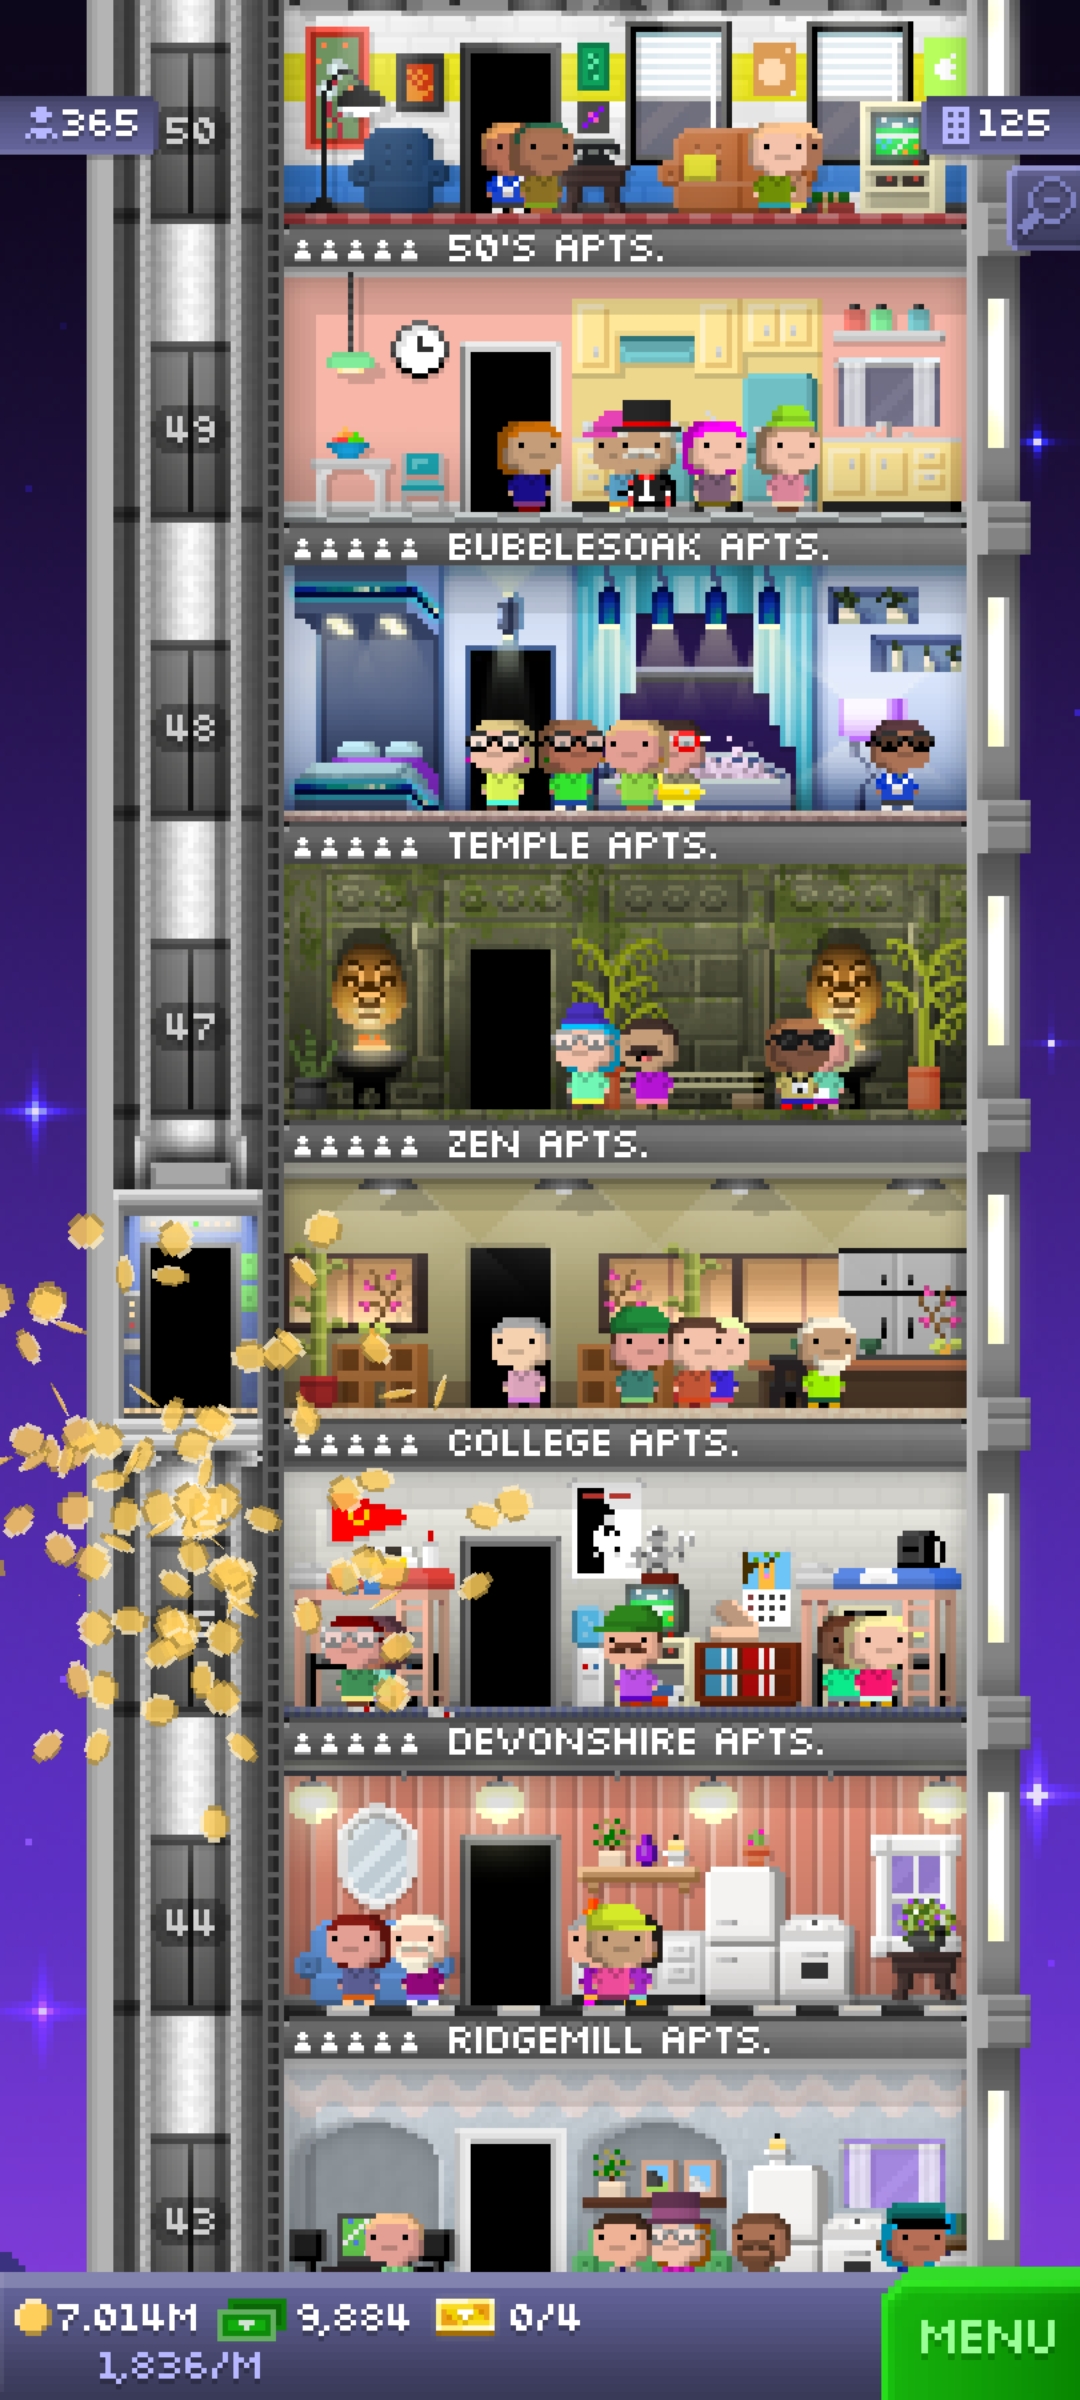 365
50
125
50'S APTS.
49
BUBBLESOAK APTS.
48
TEMPLE APTS.
47
ZEN APTS.
COLLEGE APTS.
DEVONSHIRE APTS.
44
RIDGEMILL APTS.
43
7.014M 9,884 0/4
1,836/M
MENU